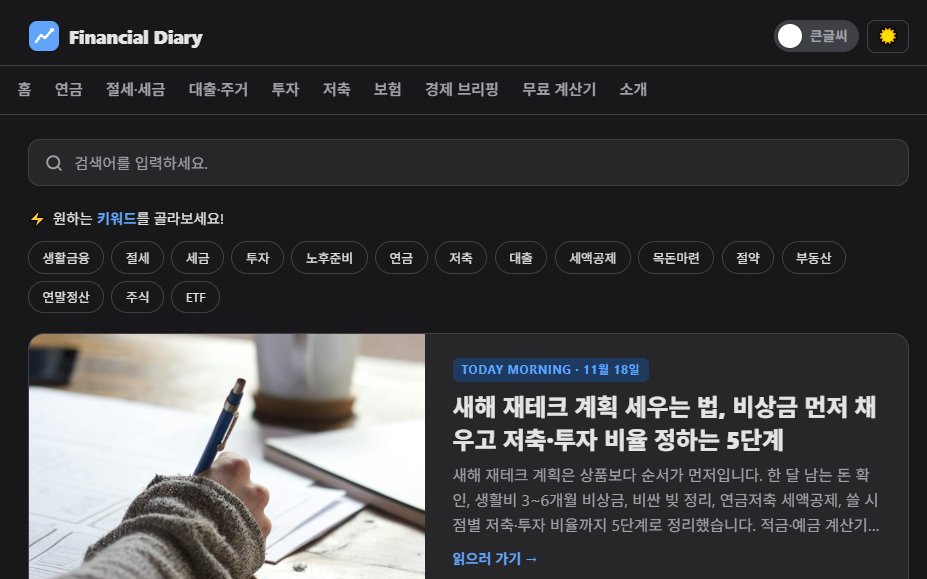 Financial Diary
큰글씨
홈 연금 절세·세금 대출·주거 투자 저축 보험 경제 브리핑 무료 계산기 소개
검색어를 입력하세요.
원하는 키워드를 골라보세요!
생활금융 절세 세금 투자 노후준비 연금 저축 대출 세액공제 목돈마련 절약 부동산
연말정산 주식 ETF
TODAY MORNING · 11월 18일
새해 재테크 계획 세우는 법, 비상금 먼저 채
우고 저축·투자 비율 정하는 5단계
새해 재테크 계획은 상품보다 순서가 먼저입니다. 한 달 남는 돈 확
인, 생활비 3~6개월 비상금, 비싼 빚 정리, 연금저축 세액공제, 쓸 시
점별 저축·투자 비율까지 5단계로 정리했습니다. 적금·예금 계산기...
읽으러 가기 →